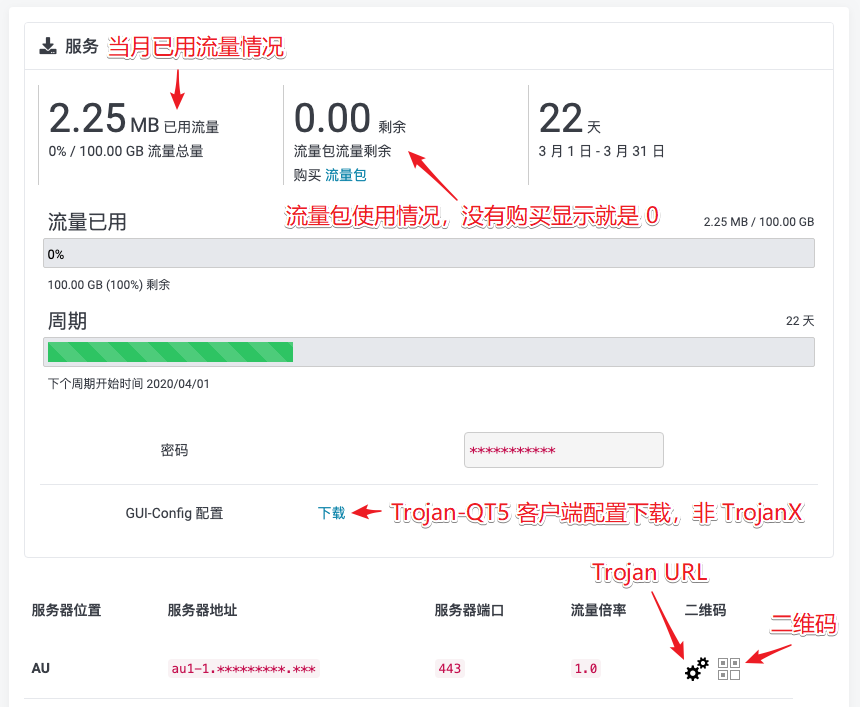 服务 当月已用流量情况
2.25 MB 已用流量
0% / 100.00 GB 流量总量
0.00 剩余
流量包流量剩余
购买 流量包
22 天
3 月 1 日 - 3 月 31 日
流量包使用情况，没有购买显示就是 0
流量已用
2.25 MB / 100.00 GB
0%
100.00 GB (100%) 剩余
周期
22 天
下个周期开始时间 2020/04/01
密码
***********
GUI-Config 配置
下载
Trojan-QT5 客户端配置下载，非 TrojanX
Trojan URL
服务器位置 服务器地址 服务器端口 流量倍率 二维码
二维码
AU au1-1.*********.*** 443 1.0